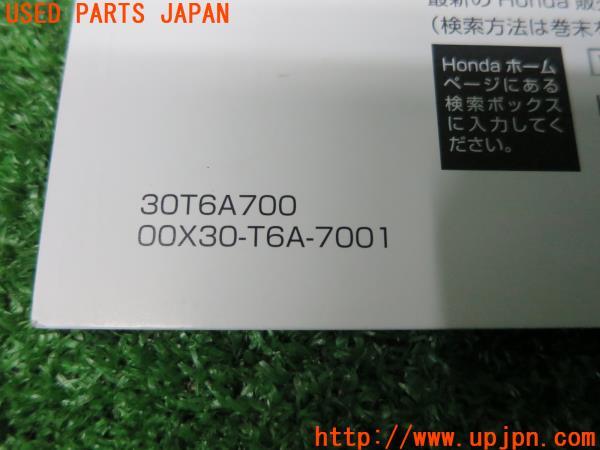 USED PARTS JAPAN
最新の Honda 販
(検索方法は巻末
Honda ホーム
ページにある
検索ボックス
に入力してく
ださい。
30T6A700
00X30-T6A-7001
http://www.upjpn.com